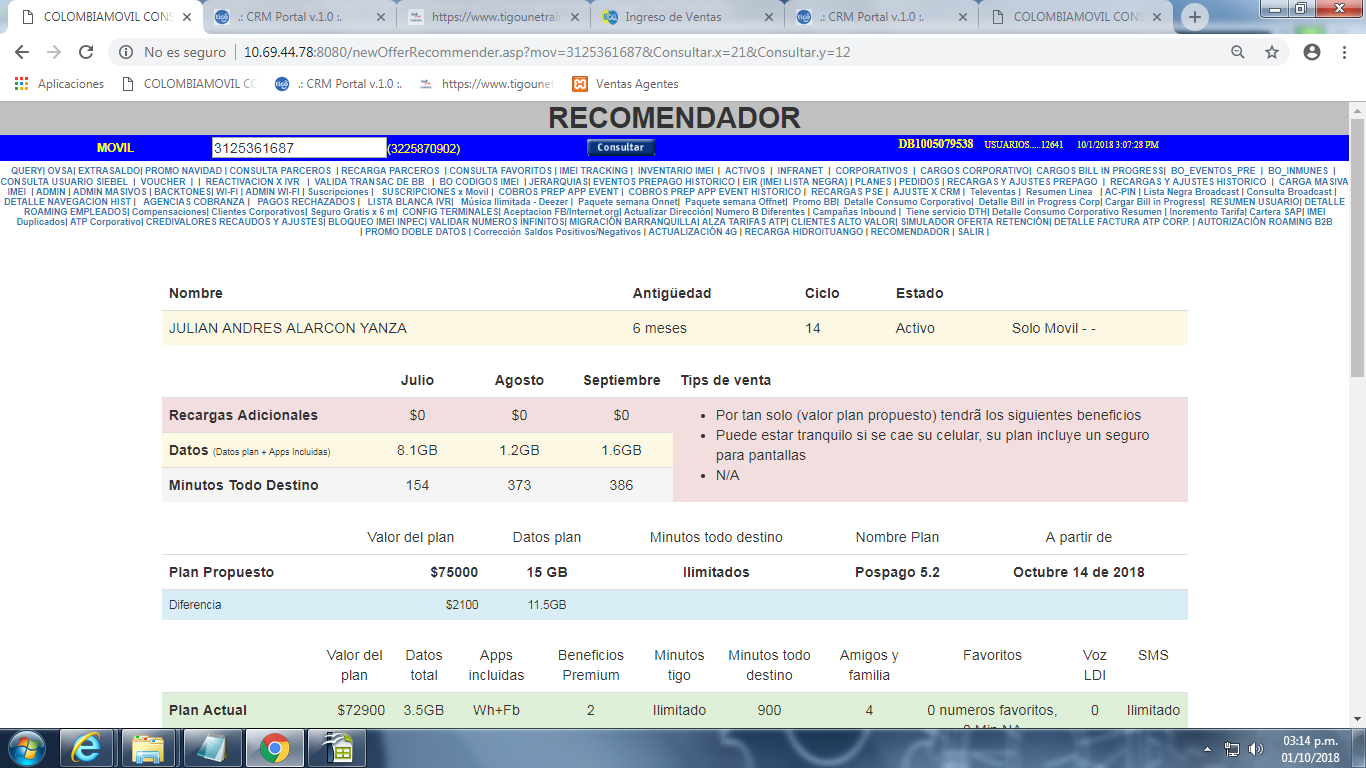 COLOMBIAMOVIL CONS
.: CRM Portal v.1.0 :.
https://www.tigounetrain
Ingreso de Ventas
.: CRM Portal v.1.0 :.
COLOMBIAMOVIL CONS
No es seguro 10.69.44.78:8080/newOfferRecommender.asp?mov=3125361687&Consultar.x=21&Consultar.y=12
Aplicaciones COLOMBIAMOVIL CO .: CRM Portal v.1.0 :. https://www.tigounet Ventas Agentes
RECOMENDADOR
MOVIL 3125361687 (3225870902) Consultar DB1005079538 USUARIOS.....12641 10/1/2018 3:07:28 PM
QUERY| OVSA| EXTRASALDO| PROMO NAVIDAD | CONSULTA PARCEROS | RECARGA PARCEROS | CONSULTA FAVORITOS | IMEI TRACKING | INVENTARIO IMEI | ACTIVOS | INFRANET | CORPORATIVOS | CARGOS CORPORATIVO| CARGOS BILL IN PROGRESS| BO_EVENTOS_PRE | BO_INMUNES |
CONSULTA USUARIO SIEBEL | VOUCHER | | REACTIVACION X IVR | VALIDA TRANSAC DE BB | BO CODIGOS IMEI | JERARQUIAS| EVENTOS PREPAGO HISTORICO | EIR (IMEI LISTA NEGRA) | PLANES | PEDIDOS | RECARGAS Y AJUSTES PREPAGO | RECARGAS Y AJUSTES HISTORICO | CARGA MASIVA
IMEI | ADMIN | ADMIN MASIVOS | BACKTONES| WI-FI | ADMIN WI-FI | Suscripciones | SUSCRIPCIONES x Movil | COBROS PREP APP EVENT | COBROS PREP APP EVENT HISTORICO | RECARGAS PSE | AJUSTE X CRM | Televentas | Resumen Linea | AC-PIN | Lista Negra Broadcast | Consulta Broadcast |
DETALLE NAVEGACION HIST | AGENCIAS COBRANZA | PAGOS RECHAZADOS | LISTA BLANCA IVR| Música Ilimitada - Deezer | Paquete semana Onnet| Paquete semana Offnet| Promo BB| Detalle Consumo Corporativo| Detalle Bill in Progress Corp| Cargar Bill in Progress| RESUMEN USUARIO| DETALLE
ROAMING EMPLEADOS| Compensaciones| Clientes Corporativos| Seguro Gratis x 6 m| CONFIG TERMINALES| Aceptacion FB/Internet.org| Actualizar Dirección| Numero B Diferentes | Campañas Inbound | Tiene servicio DTH| Detalle Consumo Corporativo Resumen | Incremento Tarifa| Cartera SAP| IMEI
Duplicados| ATP Corporativo| CREDIVALORES RECAUDOS Y AJUSTES| BLOQUEO IMEI INPEC| VALIDAR NUMEROS INFINITOS| MIGRACIÓN BARRANQUILLA| ALZA TARIFAS ATP| CLIENTES ALTO VALOR| SIMULADOR OFERTA RETENCIÓN| DETALLE FACTURA ATP CORP. | AUTORIZACIÓN ROAMING B2B
| PROMO DOBLE DATOS | Corrección Saldos Positivos/Negativos | ACTUALIZACIÓN 4G | RECARGA HIDROITUANGO | RECOMENDADOR | SALIR |
Nombre Antigüedad Ciclo Estado
JULIAN ANDRES ALARCON YANZA 6 meses 14 Activo Solo Movil - -
Julio Agosto Septiembre Tips de venta
Recargas Adicionales $0 $0 $0
Datos (Datos plan + Apps Incluidas) 8.1GB 1.2GB 1.6GB
Minutos Todo Destino 154 373 386
• Por tan solo (valor plan propuesto) tendrã los siguientes beneficios
• Puede estar tranquilo si se cae su celular, su plan incluye un seguro
para pantallas
• N/A
Valor del plan Datos plan Minutos todo destino Nombre Plan A partir de
Plan Propuesto $75000 15 GB Ilimitados Pospago 5.2 Octubre 14 de 2018
Diferencia $2100 11.5GB
Valor del plan Datos total Apps incluidas Beneficios Premium Minutos tigo Minutos todo destino Amigos y familia Favoritos Voz LDI SMS
Plan Actual $72900 3.5GB Wh+Fb 2 Ilimitado 900 4 0 numeros favoritos, 0 Ilimitado
03:14 p.m.
01/10/2018